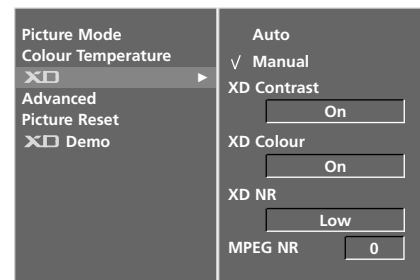 Picture Mode
Colour Temperature
XD
Advanced
Picture Reset
XD Demo
Auto
√ Manual
XD Contrast
On
XD Colour
On
XD NR
Low
MPEG NR 0